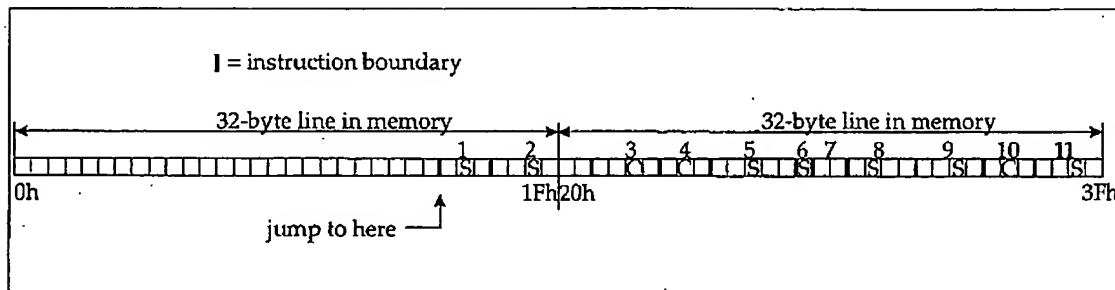 I = instruction boundary
32-byte line in memory 32-byte line in memory
1 2 3 4 5 6 7 8 9 10 11
S S C C S S S S C S
0h 1Fh 20h 3Fh
jump to here